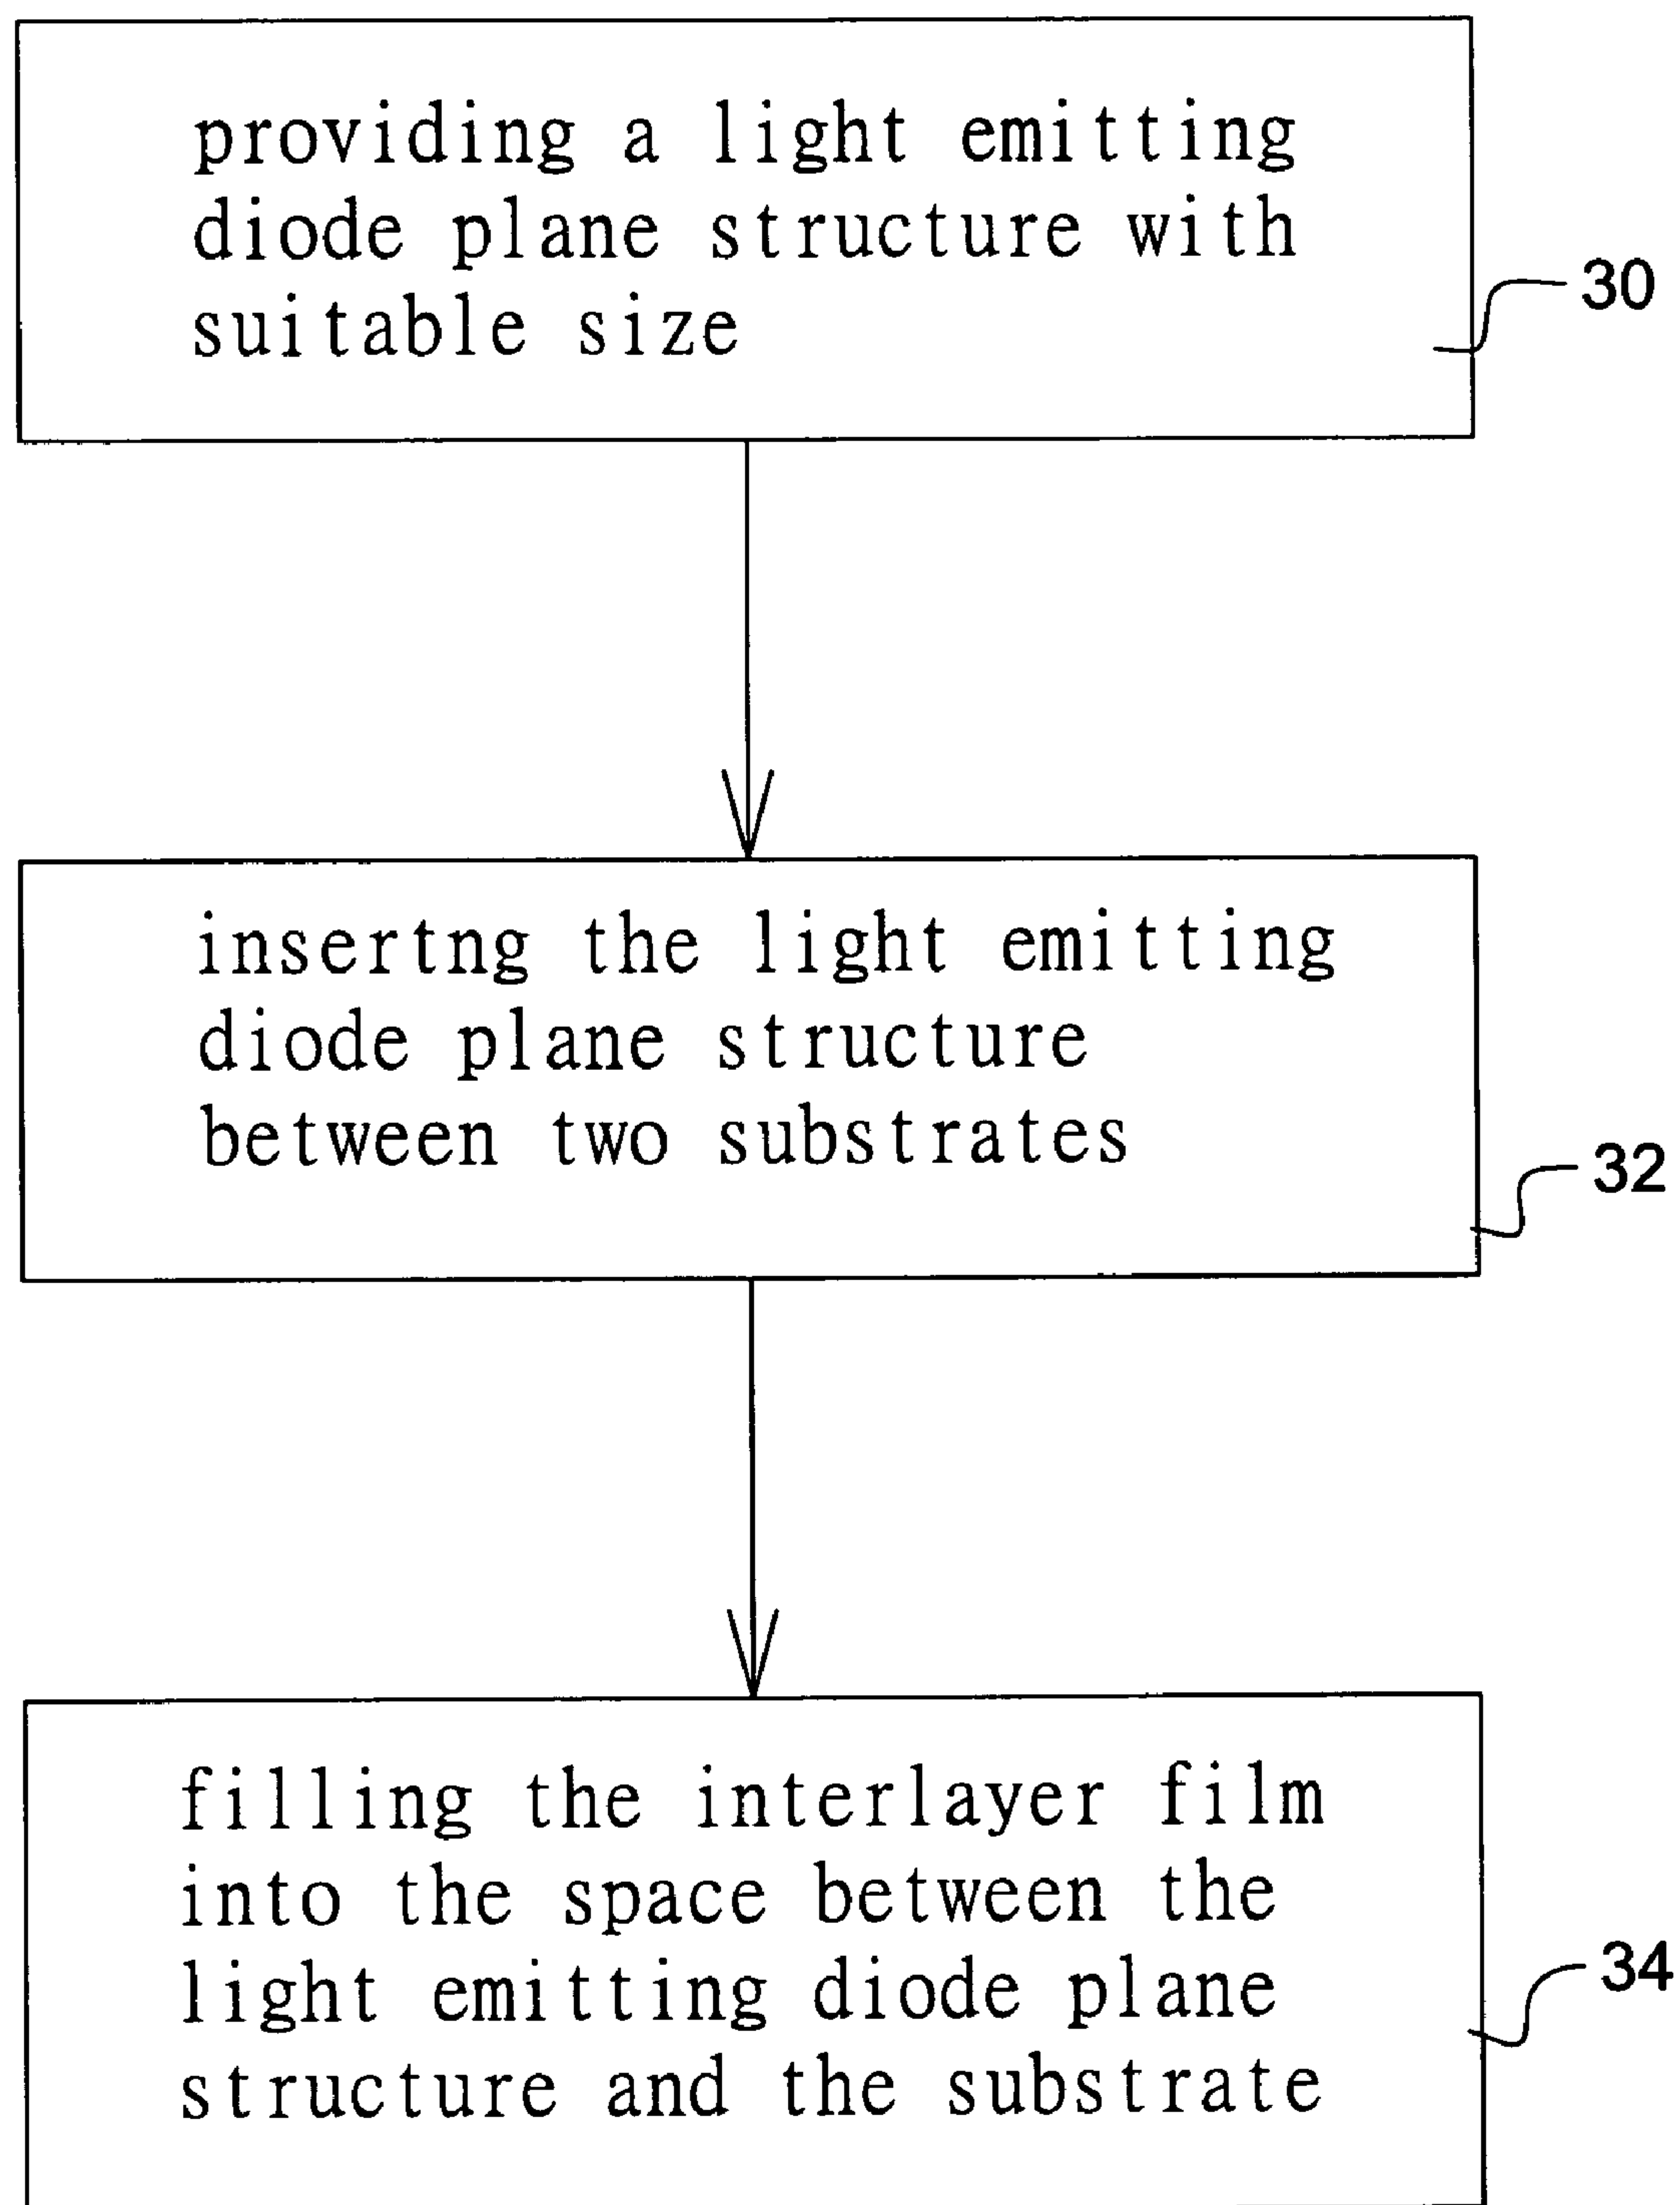 providing a light emitting
diode plane structure with
suitable size
30
insertng the light emitting
diode plane structure
between two substrates
32
filling the interlayer film
into the space between the
light emitting diode plane
structure and the substrate
34